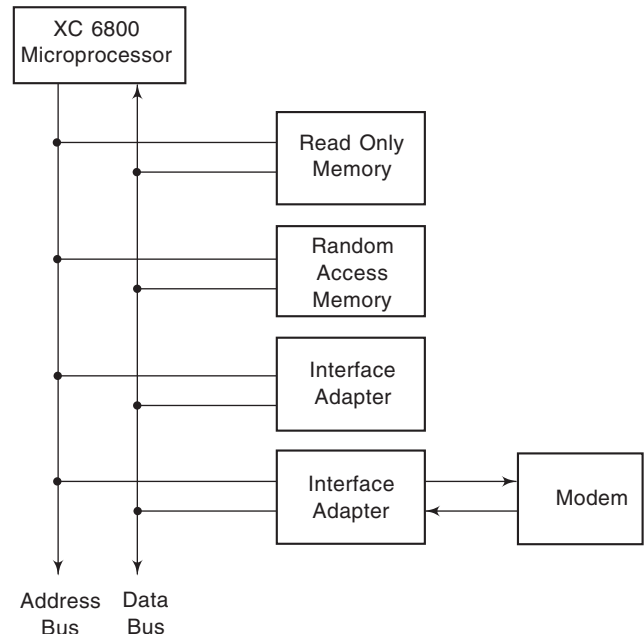 XC 6800
Microprocessor
Read Only
Memory
Random
Access
Memory
Interface
Adapter
Interface
Adapter
Modem
Address
Bus
Data
Bus